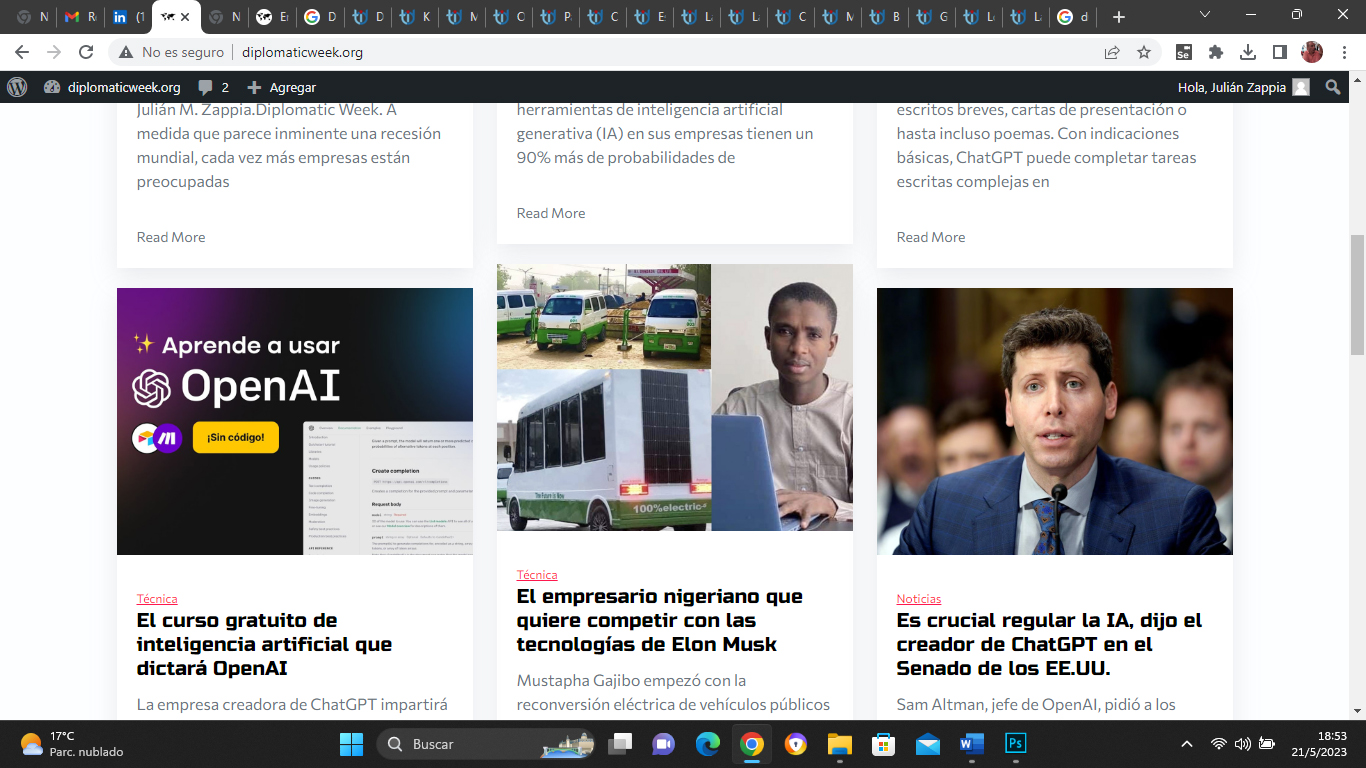 N
R
(1
N
Er
D
D
K
M
C
P
C
E
L
L
C
M
B
G
L
L
d
No es seguro
diplomaticweek.org
diplomaticweek.org
2
Agregar
Hola, Julián Zappia
Julián M. Zappia.Diplomatic Week. A
medida que parece inminente una recesión
mundial, cada vez más empresas están
preocupadas
Read More
herramientas de inteligencia artificial
generativa (IA) en sus empresas tienen un
90% más de probabilidades de
Read More
escritos breves, cartas de presentación o
hasta incluso poemas. Con indicaciones
básicas, ChatGPT puede completar tareas
escritas complejas en
Read More
Aprende a usar
OpenAI
¡Sin código!
Create completion
Request body
Técnica
El curso gratuito de
inteligencia artificial que
dictará OpenAI
La empresa creadora de ChatGPT impartirá
The Future is Now
100%electric
Técnica
El empresario nigeriano que
quiere competir con las
tecnologías de Elon Musk
Mustapha Gajibo empezó con la
reconversión eléctrica de vehículos públicos
Noticias
Es crucial regular la IA, dijo el
creador de ChatGPT en el
Senado de los EE.UU.
Sam Altman, jefe de OpenAI, pidió a los
17°C
Parc. nublado
Buscar
18:53
21/5/2023